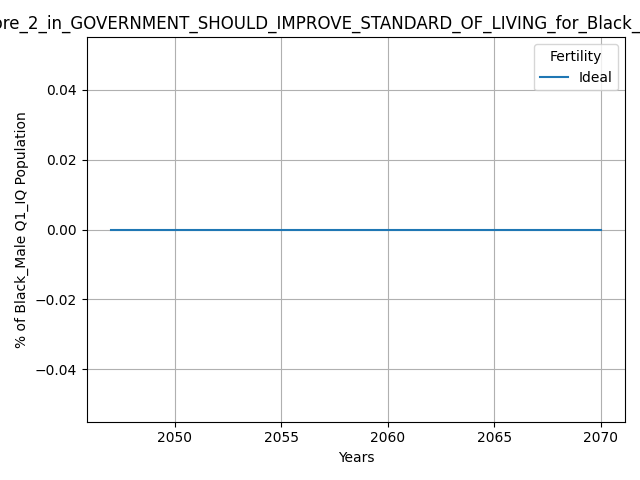 ore_2_in_GOVERNMENT_SHOULD_IMPROVE_STANDARD_OF_LIVING_for_Black_
Fertility
Ideal
0.04
0.02
0.00
−0.02
−0.04
% of Black_Male Q1_IQ Population
2050 2055 2060 2065 2070
Years